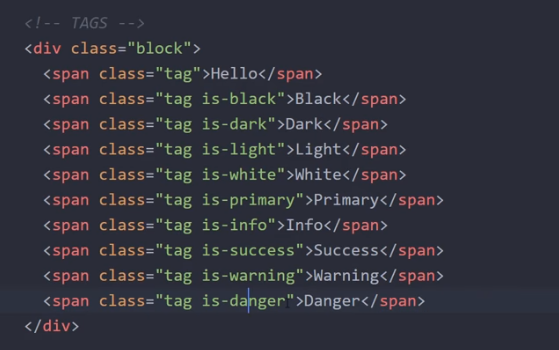 <!-- TAGS -->
<div class="block">
<span class="tag">Hello</span>
<span class="tag is-black">Black</span>
<span class="tag is-dark">Dark</span>
<span class="tag is-light">Light</span>
<span class="tag is-white">White</span>
<span class="tag is-primary">Primary</span>
<span class="tag is-info">Info</span>
<span class="tag is-success">Success</span>
<span class="tag is-warning">Warning</span>
<span class="tag is-danger">Danger</span>
</div>